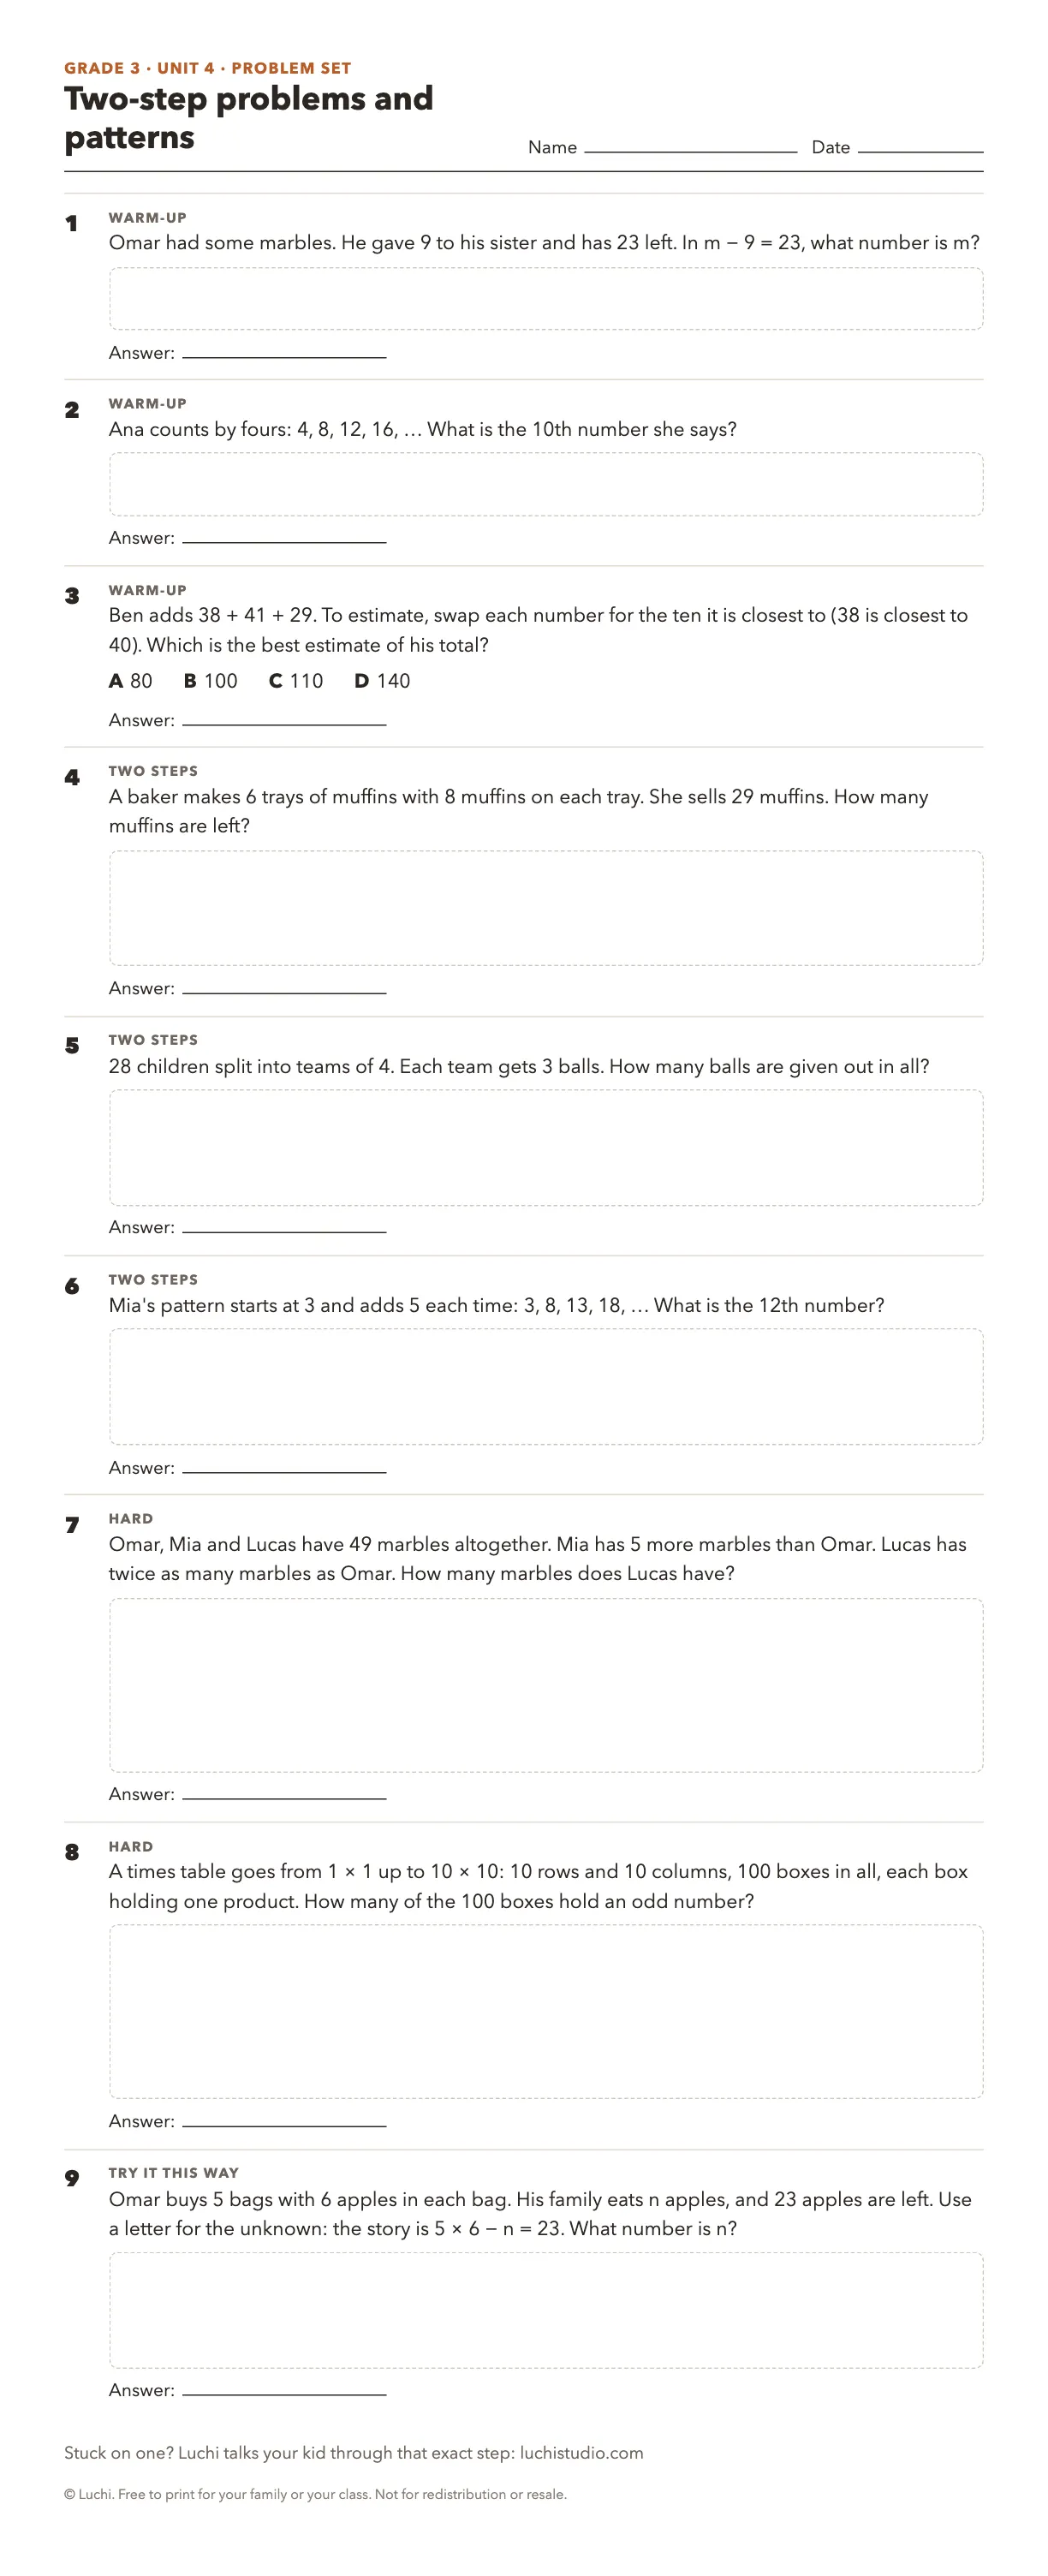 GRADE 3 · UNIT 4 · PROBLEM SET
Two-step problems and
patterns
Name Date
1 WARM-UP
Omar had some marbles. He gave 9 to his sister and has 23 left. In m − 9 = 23, what number is m?
Answer:
2 WARM-UP
Ana counts by fours: 4, 8, 12, 16, … What is the 10th number she says?
Answer:
3 WARM-UP
Ben adds 38 + 41 + 29. To estimate, swap each number for the ten it is closest to (38 is closest to
40). Which is the best estimate of his total?
A 80 B 100 C 110 D 140
Answer:
4 TWO STEPS
A baker makes 6 trays of muffins with 8 muffins on each tray. She sells 29 muffins. How many
muffins are left?
Answer:
5 TWO STEPS
28 children split into teams of 4. Each team gets 3 balls. How many balls are given out in all?
Answer:
6 TWO STEPS
Mia's pattern starts at 3 and adds 5 each time: 3, 8, 13, 18, … What is the 12th number?
Answer:
7 HARD
Omar, Mia and Lucas have 49 marbles altogether. Mia has 5 more marbles than Omar. Lucas has
twice as many marbles as Omar. How many marbles does Lucas have?
Answer:
8 HARD
A times table goes from 1 × 1 up to 10 × 10: 10 rows and 10 columns, 100 boxes in all, each box
holding one product. How many of the 100 boxes hold an odd number?
Answer:
9 TRY IT THIS WAY
Omar buys 5 bags with 6 apples in each bag. His family eats n apples, and 23 apples are left. Use
a letter for the unknown: the story is 5 × 6 − n = 23. What number is n?
Answer:
Stuck on one? Luchi talks your kid through that exact step: luchistudio.com
© Luchi. Free to print for your family or your class. Not for redistribution or resale.